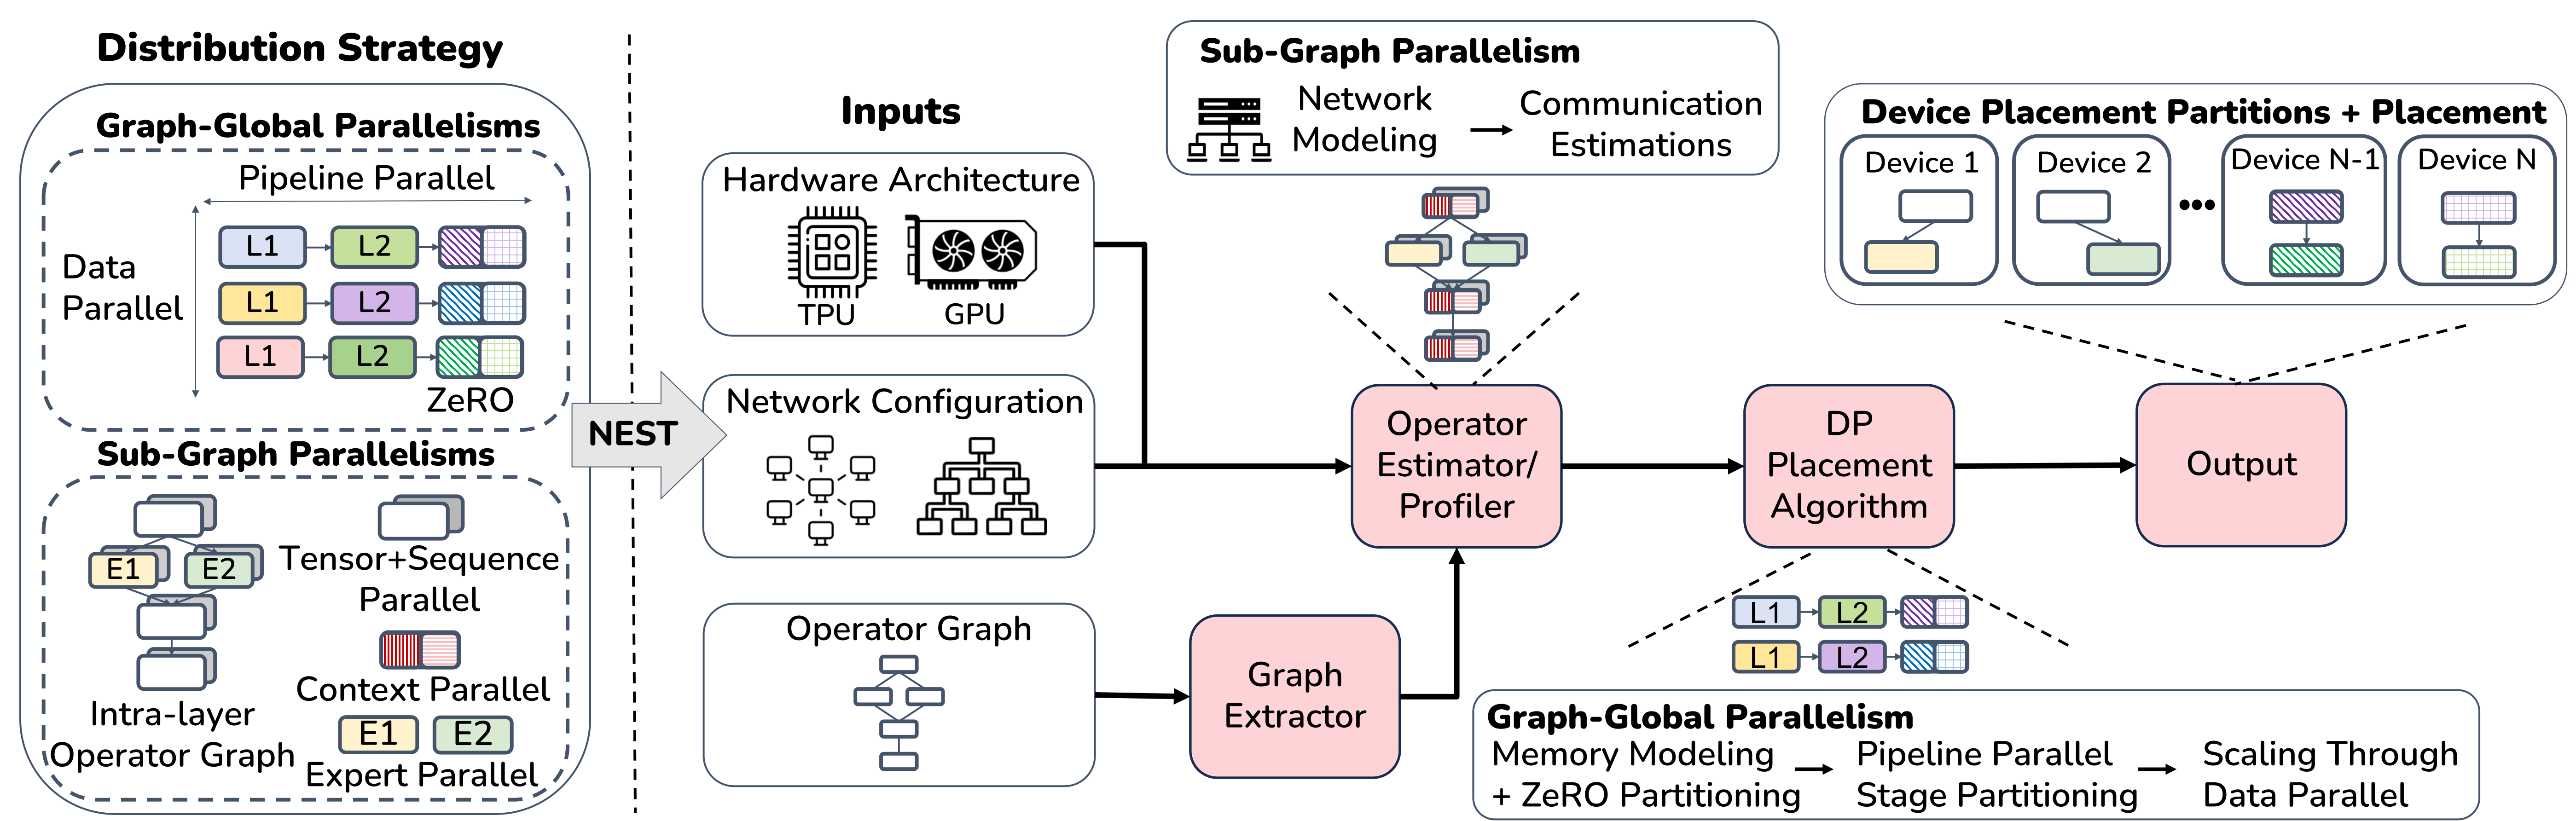 Distribution Strategy
Graph-Global Parallelisms
Pipeline Parallel
Data
Parallel
L1
L2
L1
L2
L1
L2
ZeRO
Sub-Graph Parallelisms
E1
E2
Intra-layer
Operator Graph
Tensor+Sequence
Parallel
Context Parallel
E1
E2
Expert Parallel
NEST
Inputs
Hardware Architecture
TPU
GPU
Network Configuration
Operator Graph
Graph
Extractor
Sub-Graph Parallelism
Network
Modeling
Communication
Estimations
Operator
Estimator/
Profiler
DP
Placement
Algorithm
L1
L2
L1
L2
Graph-Global Parallelism
Memory Modeling
+ ZeRO Partitioning
Pipeline Parallel
Stage Partitioning
Scaling Through
Data Parallel
Device Placement Partitions + Placement
Device 1
Device 2
Device N-1
Device N
Output